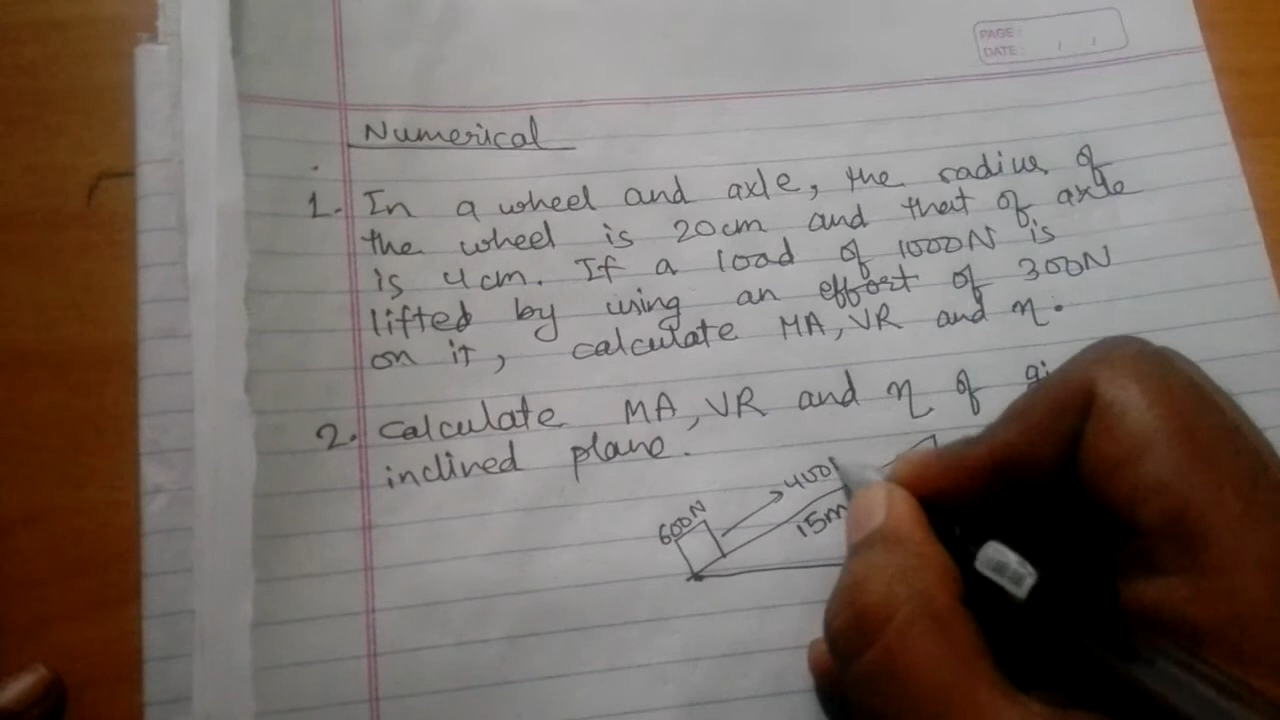 PAGE:
DATE: / /
Numerical
1. In a wheel and axle, the radius of
the wheel is 20cm and that of axle
is 4cm. If a load of 1000N is
lifted by using an effort of 300N
on it, calculate MA, VR and η.
2. Calculate MA, VR and η of
inclined plane.
600N
400
15m